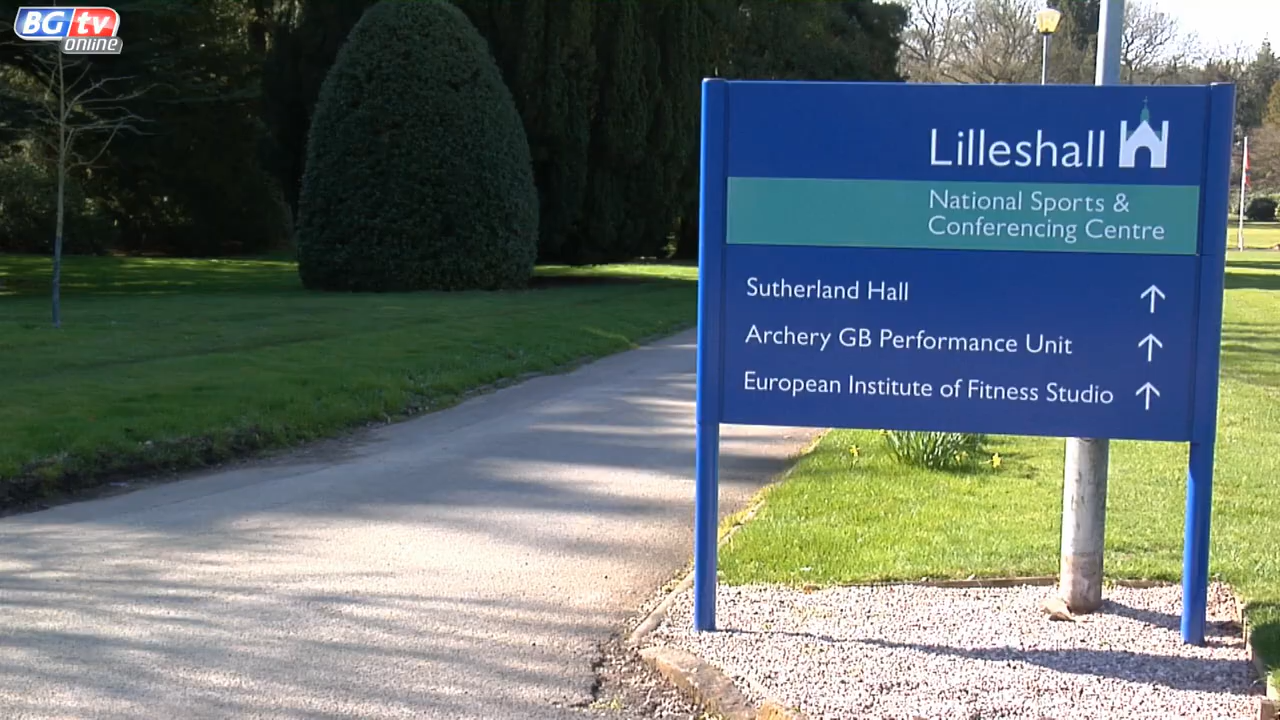 BG tv
online
Lilleshall
National Sports &
Conferencing Centre
Sutherland Hall ↑
Archery GB Performance Unit ↑
European Institute of Fitness Studio ↑